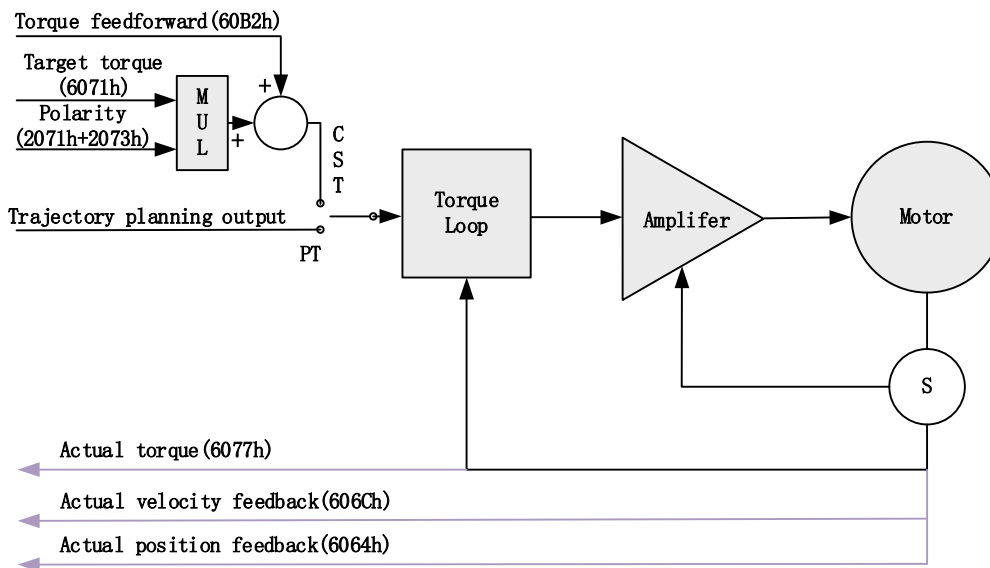 Torque feedforward(60B2h)
Target torque
(6071h)
Polarity
(2071h+2073h)
M
U
L
+
+
C
S
T
Trajectory planning output
PT
Torque
Loop
Amplifer
Motor
S
Actual torque(6077h)
Actual velocity feedback(606Ch)
Actual position feedback(6064h)